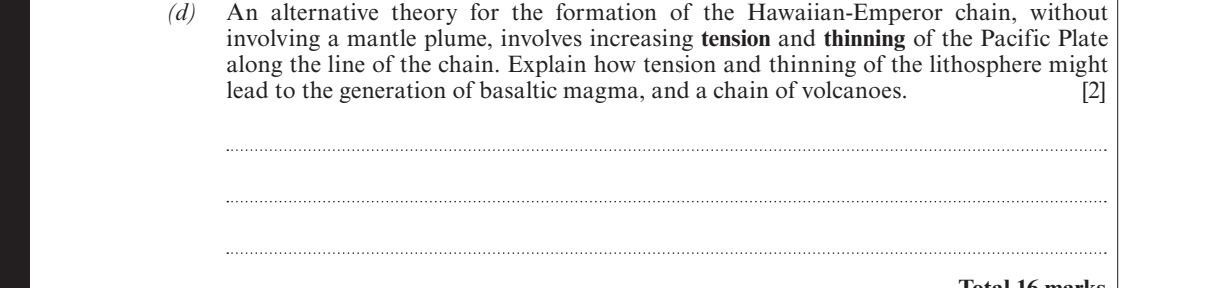 (d) An alternative theory for the formation of the Hawaiian-Emperor chain, without
involving a mantle plume, involves increasing tension and thinning of the Pacific Plate
along the line of the chain. Explain how tension and thinning of the lithosphere might
lead to the generation of basaltic magma, and a chain of volcanoes. [2]
Total 16 marks